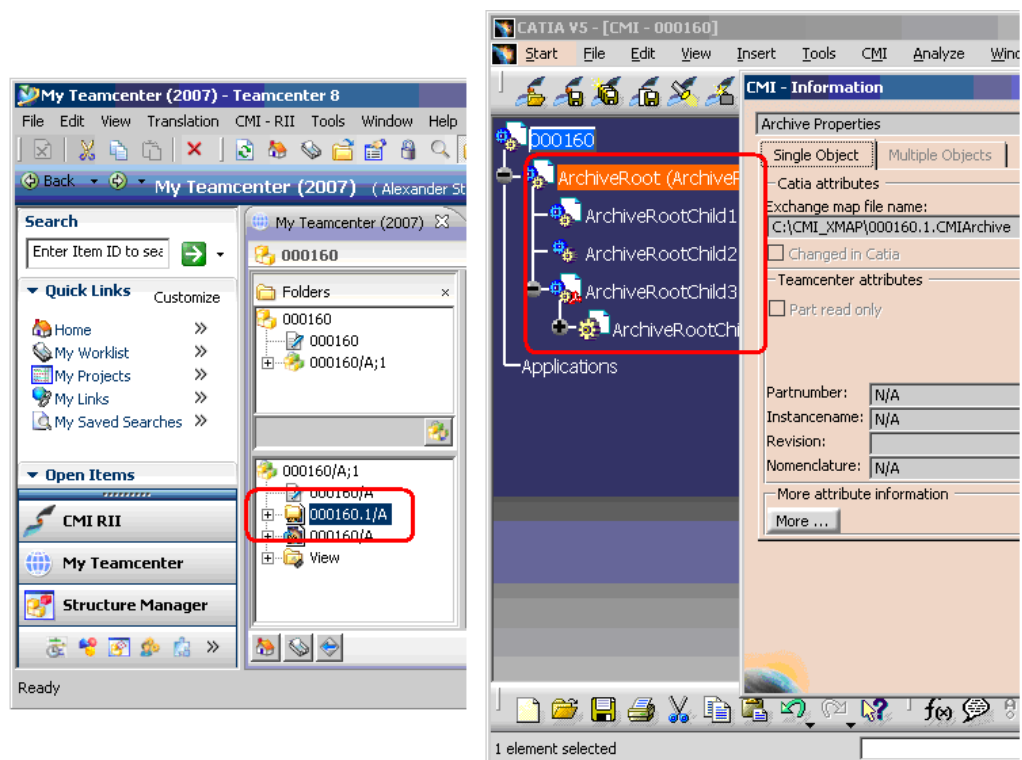 My Teamcenter (2007) - Teamcenter 8
File Edit View Translation CMI - RII Tools Window Help
Back My Teamcenter (2007) ( Alexander St
Search
Enter Item ID to sea
Quick Links Customize
Home
My Worklist
My Projects
My Links
My Saved Searches
Open Items
CMI RII
My Teamcenter
Structure Manager
Ready
My Teamcenter (2007)
000160
Folders
000160
000160
000160/A;1
000160/A;1
000160/A
000160.1/A
000160/A
View
CATIA V5 - [CMI - 000160]
Start File Edit View Insert Tools CMI Analyze Wind
000160
ArchiveRoot (ArchiveR
ArchiveRootChild1
ArchiveRootChild2
ArchiveRootChild3
ArchiveRootChi
Applications
CMI - Information
Archive Properties
Single Object Multiple Objects
Catia attributes
Exchange map file name:
C:\CMI_XMAP\000160.1.CMIArchive
Changed in Catia
Teamcenter attributes
Part read only
Partnumber: N/A
Instancename: N/A
Revision:
Nomenclature: N/A
More attribute information
More ...
f(x)
1 element selected